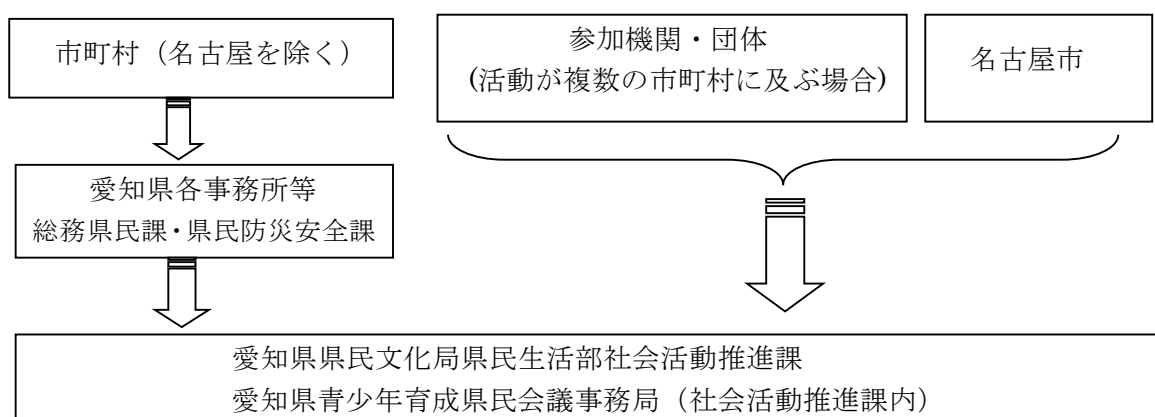 市町村（名古屋を除く）
参加機関・団体
(活動が複数の市町村に及ぶ場合)
名古屋市
愛知県各事務所等
総務県民課・県民防災安全課
愛知県県民文化局県民生活部社会活動推進課
愛知県青少年育成県民会議事務局（社会活動推進課内）